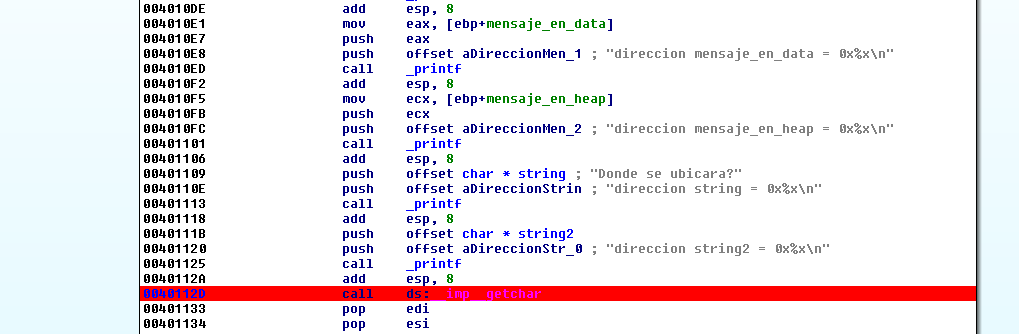 004010DE add esp, 8
004010E1 mov eax, [ebp+mensaje_en_data]
004010E7 push eax
004010E8 push offset aDireccionMen_1 ; "direccion mensaje_en_data = 0x%x\n"
004010ED call _printf
004010F2 add esp, 8
004010F5 mov ecx, [ebp+mensaje_en_heap]
004010FB push ecx
004010FC push offset aDireccionMen_2 ; "direccion mensaje_en_heap = 0x%x\n"
00401101 call _printf
00401106 add esp, 8
00401109 push offset char * string ; "Donde se ubicara?"
0040110E push offset aDireccionStrin ; "direccion string = 0x%x\n"
00401113 call _printf
00401118 add esp, 8
0040111B push offset char * string2
00401120 push offset aDireccionStr_0 ; "direccion string2 = 0x%x\n"
00401125 call _printf
0040112A add esp, 8
0040112D call ds:__imp__getchar
00401133 pop edi
00401134 pop esi